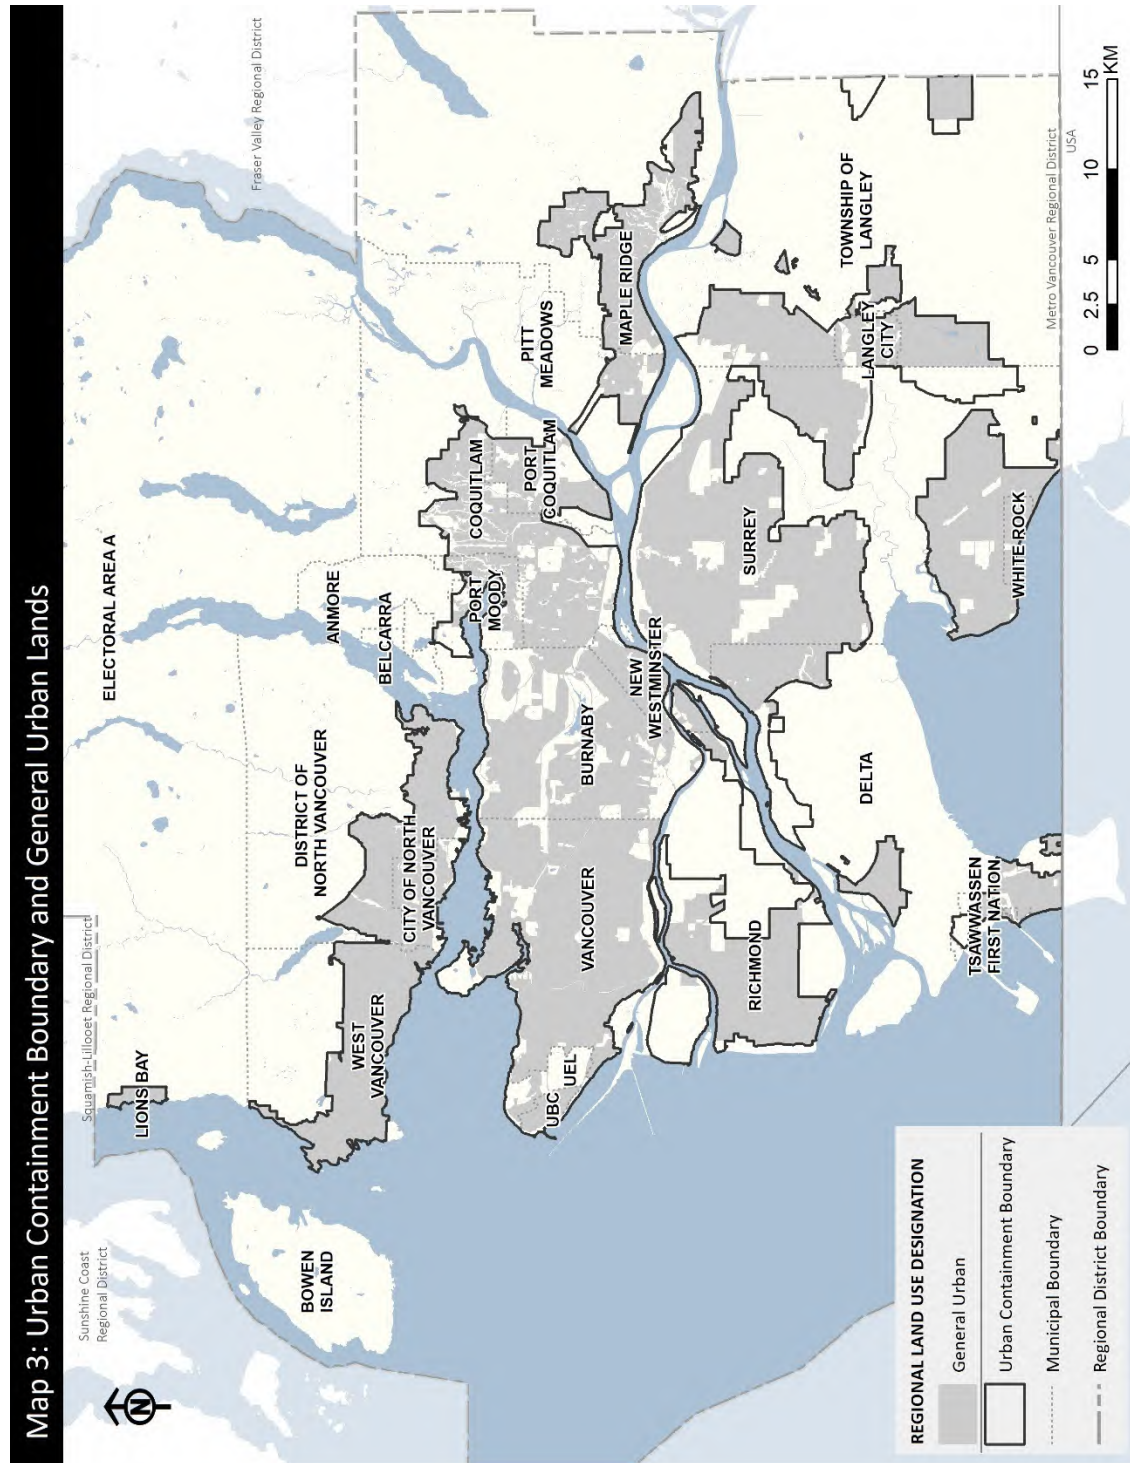 Map 3: Urban Containment Boundary and General Urban Lands
Sunshine Coast
Regional District
Squamish-Lillooet Regional District
Fraser Valley Regional District
N
LIONS BAY
ELECTORAL AREA A
BOWEN
ISLAND
WEST
VANCOUVER
DISTRICT OF
NORTH VANCOUVER
CITY OF NORTH
VANCOUVER
ANMORE
BELCARRA
PORT
MOODY
COQUITLAM
PORT
COQUITLAM
PITT
MEADOWS
MAPLE RIDGE
UBC
UEL
VANCOUVER
BURNABY
NEW
WESTMINSTER
SURREY
LANGLEY
CITY
TOWNSHIP OF
LANGLEY
RICHMOND
DELTA
TSAWWASSEN
FIRST NATION
WHITE ROCK
Metro Vancouver Regional District
USA
REGIONAL LAND USE DESIGNATION
General Urban
Urban Containment Boundary
Municipal Boundary
Regional District Boundary
0 2.5 5 10 15
KM